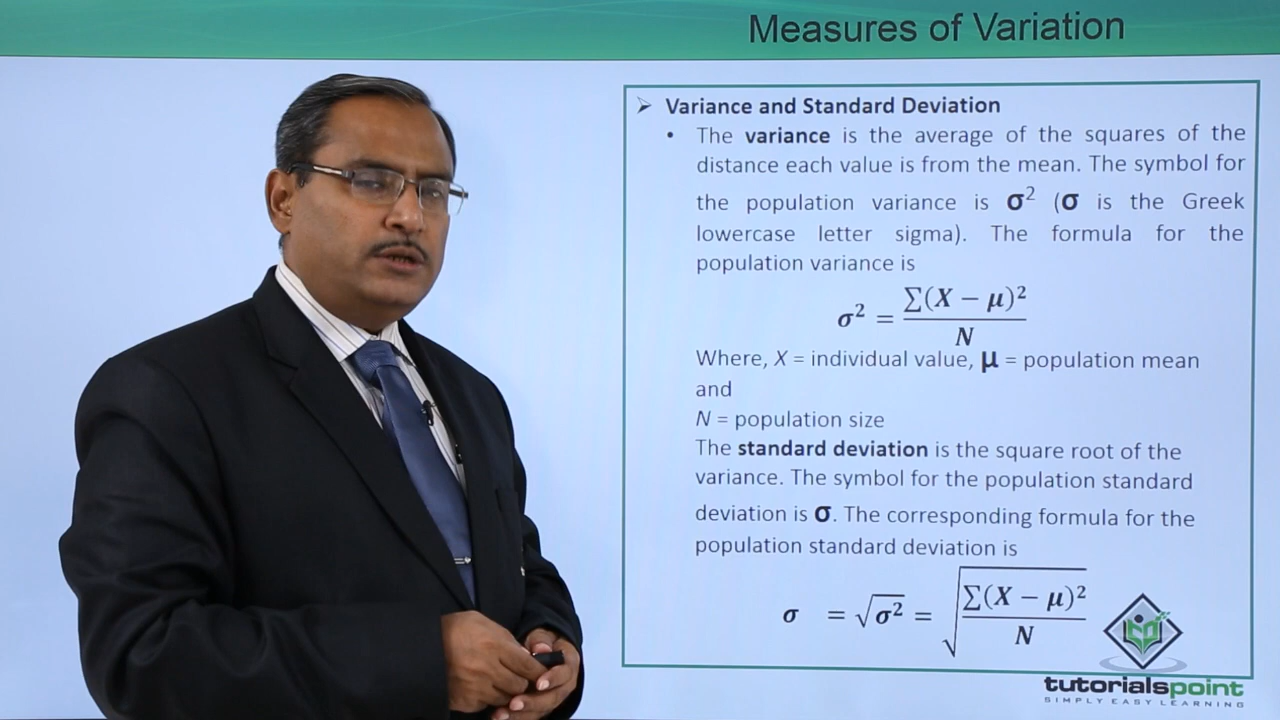 Measures of Variation
➢ Variance and Standard Deviation
• The variance is the average of the squares of the
distance each value is from the mean. The symbol for
the population variance is σ² (σ is the Greek
lowercase letter sigma). The formula for the
population variance is
σ² = ∑(X − μ)² / N
Where, X = individual value, μ = population mean
and
N = population size
The standard deviation is the square root of the
variance. The symbol for the population standard
deviation is σ. The corresponding formula for the
population standard deviation is
σ = √σ² = √(∑(X − μ)² / N)
tutorialspoint
SIMPLY EASY LEARNING